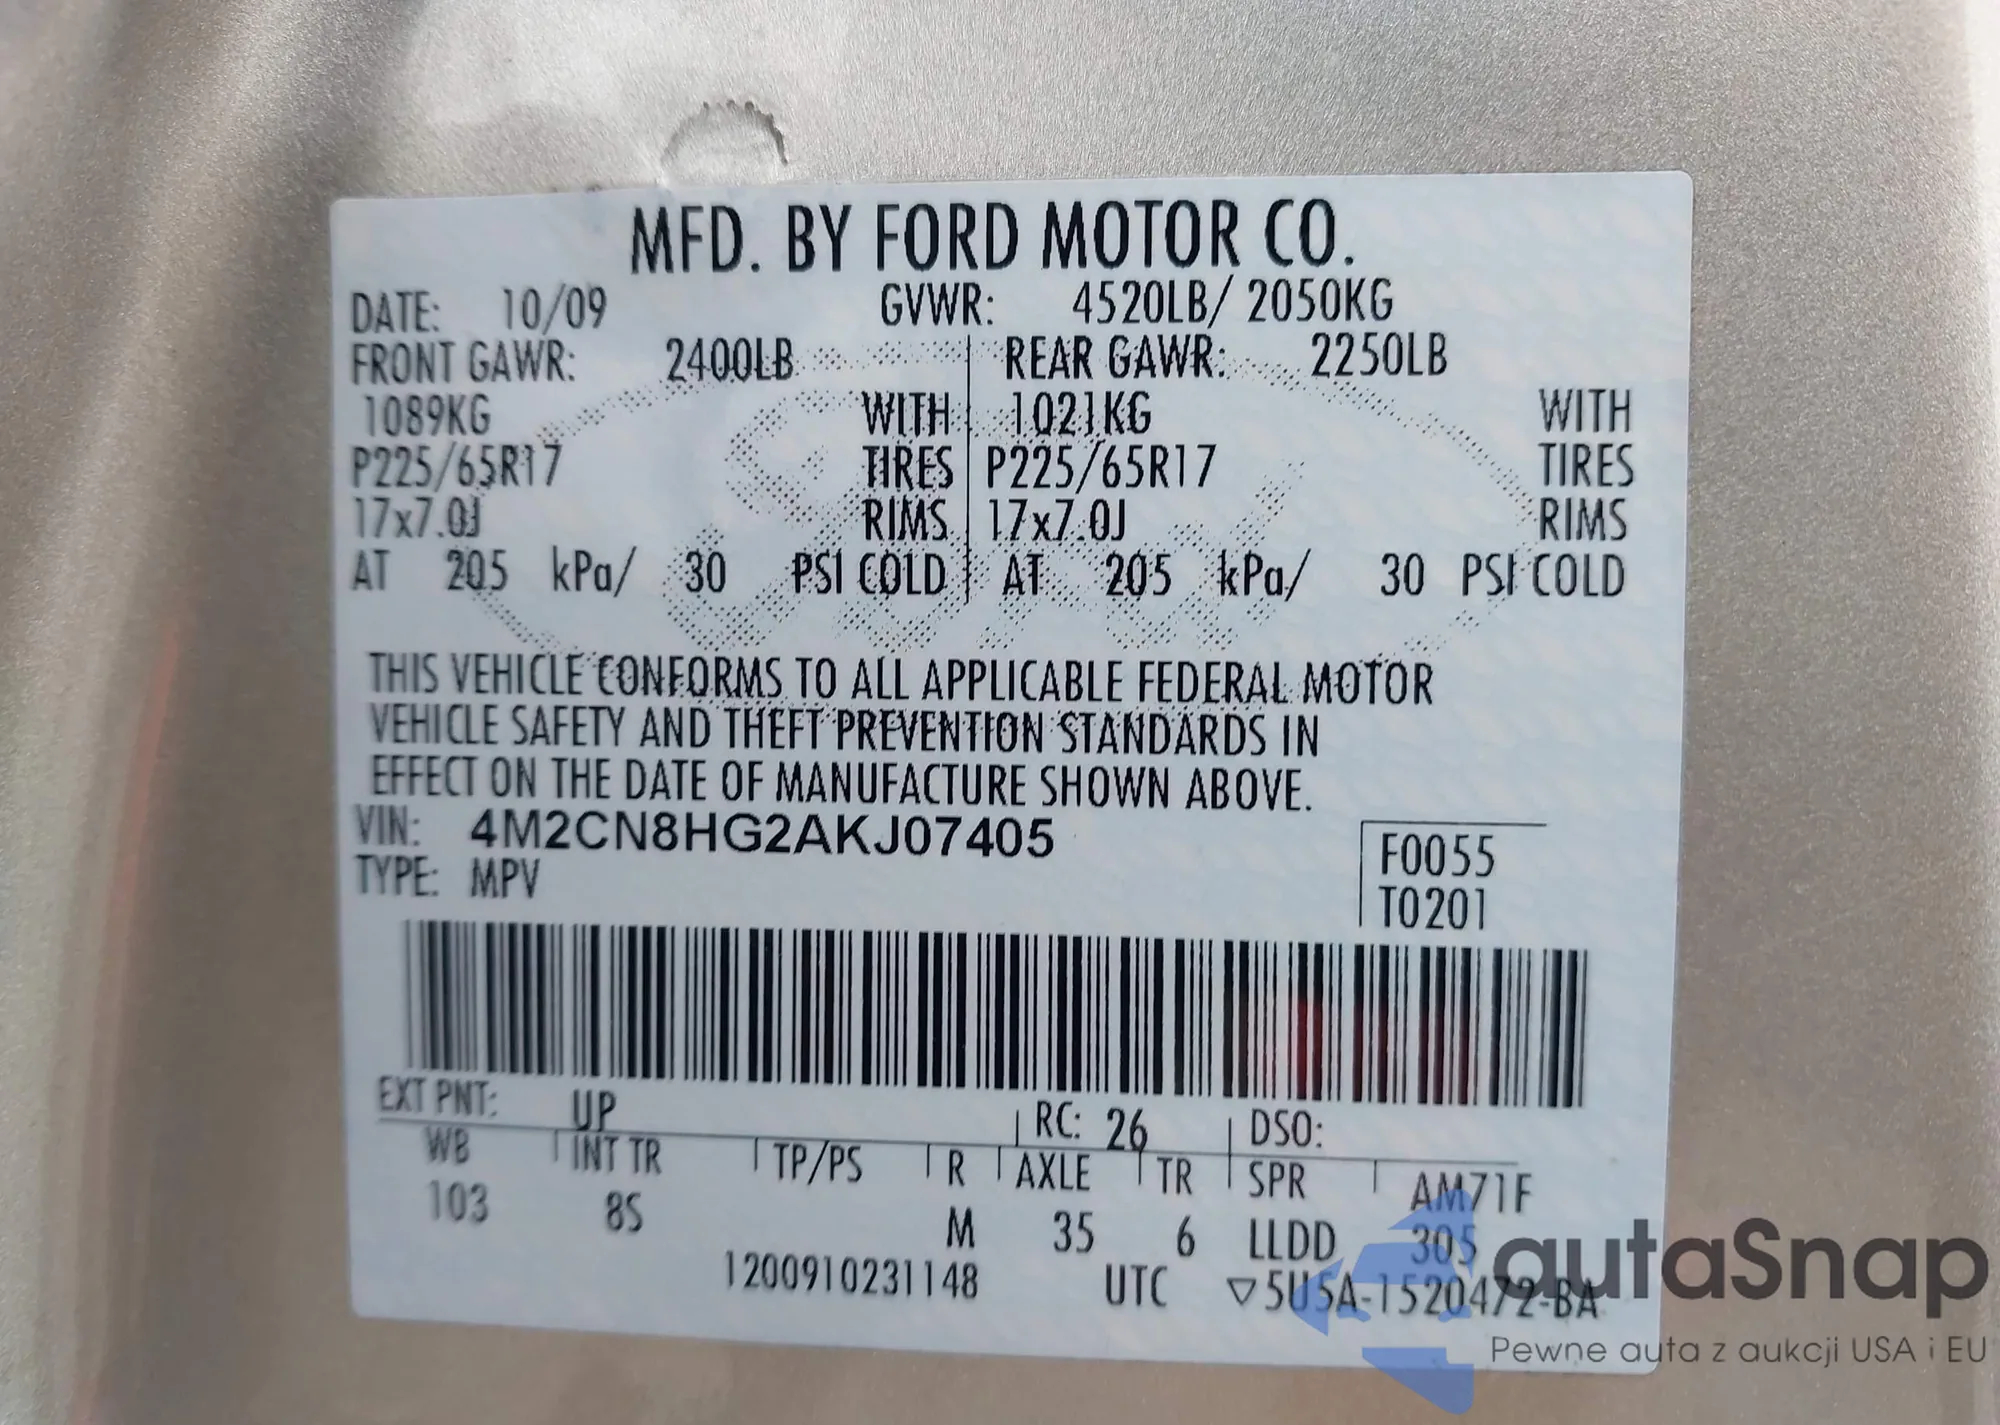 MFD. BY FORD MOTOR CO.
DATE: 10/09 GVWR: 4520LB/ 2050KG
FRONT GAWR: 2400LB REAR GAWR: 2250LB
1089KG WITH 1021KG WITH
P225/65R17 TIRES P225/65R17 TIRES
17x7.0J RIMS 17x7.0J RIMS
AT 205 kPa/ 30 PSI COLD AT 205 kPa/ 30 PSI COLD
THIS VEHICLE CONFORMS TO ALL APPLICABLE FEDERAL MOTOR
VEHICLE SAFETY AND THEFT PREVENTION STANDARDS IN
EFFECT ON THE DATE OF MANUFACTURE SHOWN ABOVE.
VIN: 4M2CN8HG2AKJ07405
TYPE: MPV
F0055
T0201
EXT PNT: UP RC: 26 DSO:
WB INT TR TP/PS R AXLE TR SPR AM71F
103 8S M 35 6 LLDD 305
1200910231148 UTC ▽5U5A-1520472-BA
autaSnap
Pewne auta z aukcji USA i EU